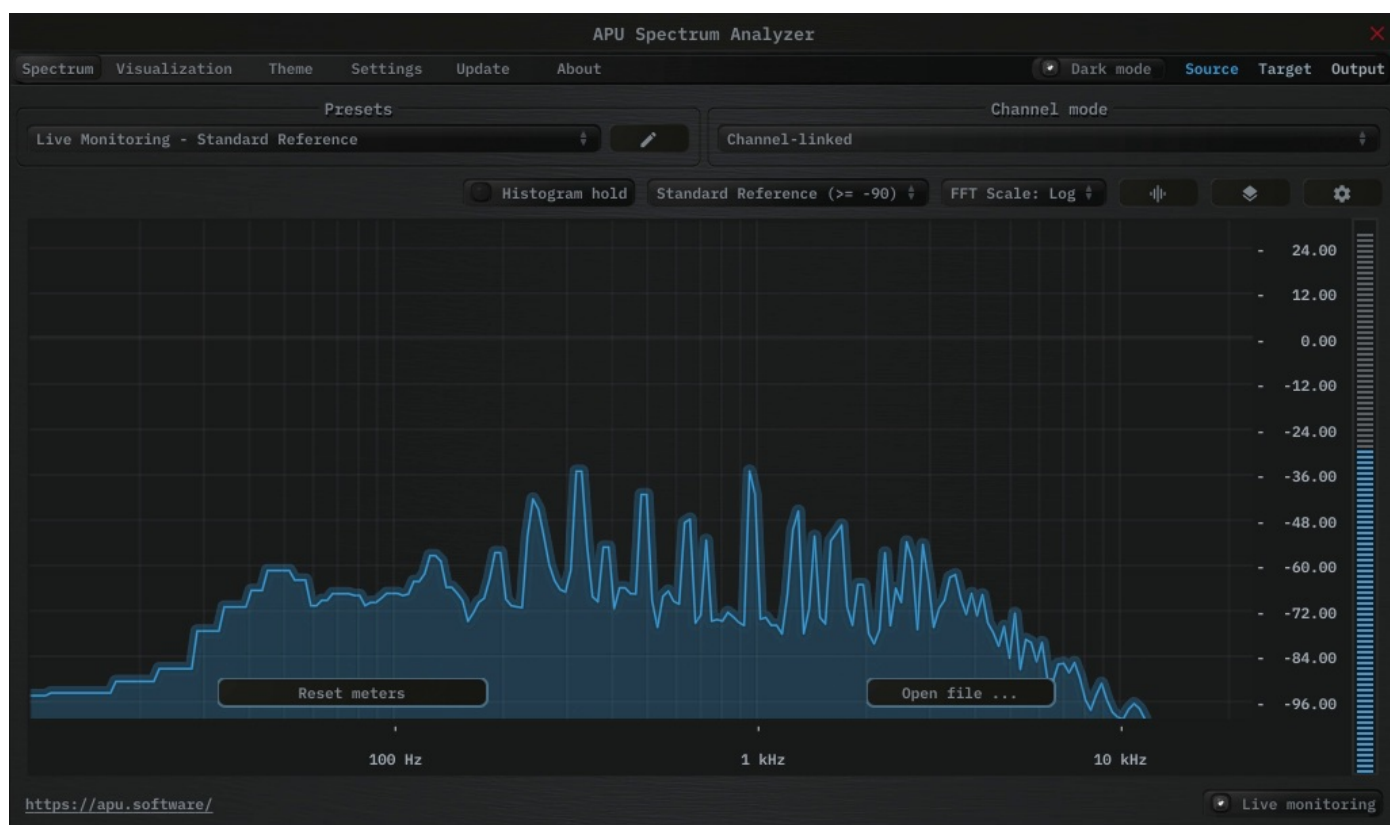 APU Spectrum Analyzer
Spectrum Visualization Theme Settings Update About Dark mode Source Target Output
Presets Channel mode
Live Monitoring - Standard Reference Channel-linked
Histogram hold Standard Reference (>= -90) FFT Scale: Log
- 24.00
- 12.00
- 0.00
- -12.00
- -24.00
- -36.00
- -48.00
- -60.00
- -72.00
- -84.00
Reset meters Open file ...
- -96.00
100 Hz 1 kHz 10 kHz
https://apu.software/ Live monitoring